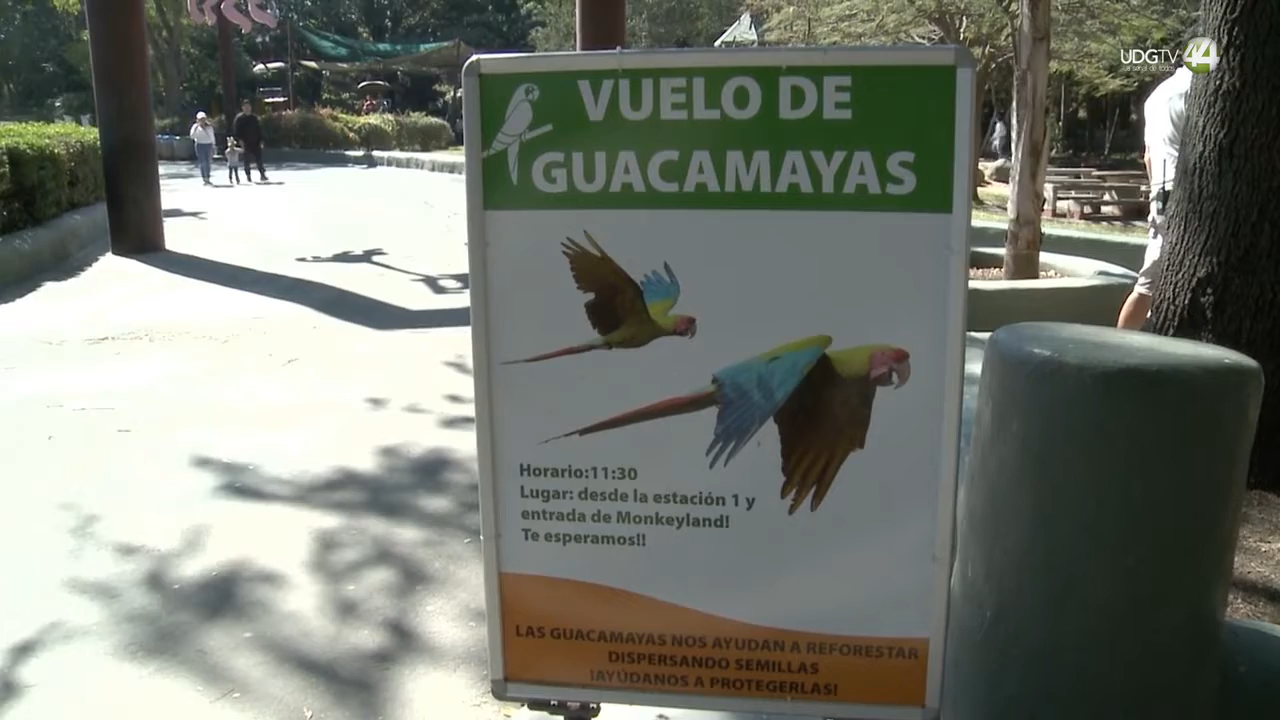 UDGTV 44
VUELO DE
GUACAMAYAS
Horario:11:30
Lugar: desde la estación 1 y
entrada de Monkeyland!
Te esperamos!!
LAS GUACAMAYAS NOS AYUDAN A REFORESTAR
DISPERSANDO SEMILLAS
¡AYÚDANOS A PROTEGERLAS!